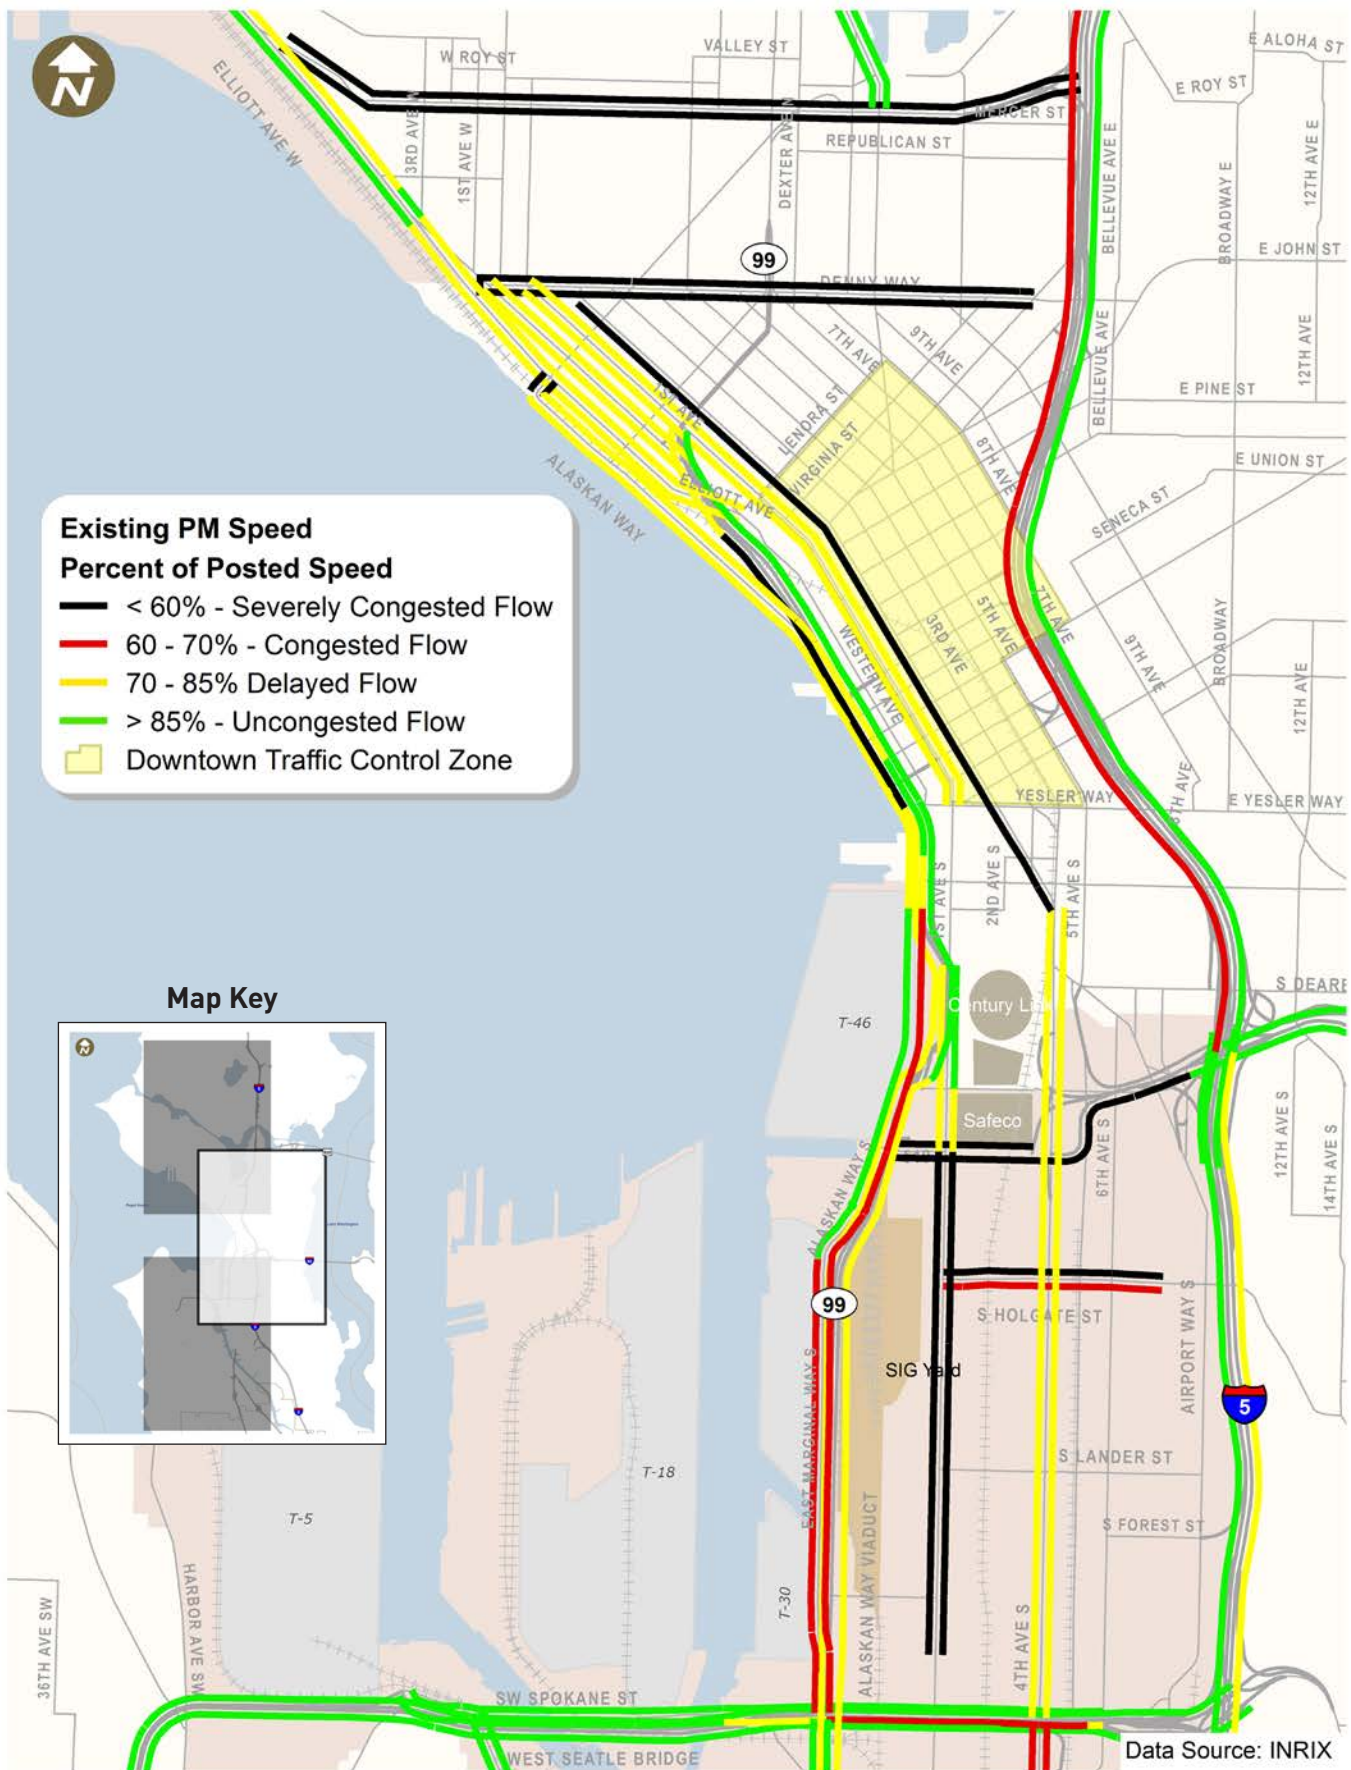 N
ELLIOTT AVE W
W ROY ST
VALLEY ST
E ALOHA ST
E ROY ST
3RD AVE W
1ST AVE W
DEXTER AVE N
MERCER ST
REPUBLICAN ST
BELLEVUE AVE E
BROADWAY E
12TH AVE E
E JOHN ST
99
DENNY WAY
7TH AVE
9TH AVE
BELLEVUE AVE
12TH AVE
E PINE ST
1ST AVE
LENORA ST
VIRGINIA ST
8TH AVE
E UNION ST
SENECA ST
ALASKAN WAY
ELLIOTT AVE
Existing PM Speed
Percent of Posted Speed
< 60% - Severely Congested Flow
60 - 70% - Congested Flow
70 - 85% Delayed Flow
> 85% - Uncongested Flow
Downtown Traffic Control Zone
WESTERN AVE
3RD AVE
5TH AVE
7TH AVE
9TH AVE
BROADWAY
12TH AVE
YESLER WAY
E YESLER WAY
1ST AVE S
2ND AVE S
5TH AVE S
S DEARB
Map Key
N
T-46
Century Lin
Safeco
ALASKAN WAY S
6TH AVE S
12TH AVE S
14TH AVE S
99
S HOLGATE ST
SIG Yard
AIRPORT WAY S
5
EAST MARGINAL WAY S
S LANDER ST
T-18
T-5
S FOREST ST
HARBOR AVE SW
36TH AVE SW
T-30
ALASKAN WAY VIADUCT
4TH AVE S
SW SPOKANE ST
WEST SEATLE BRIDGE
Data Source: INRIX